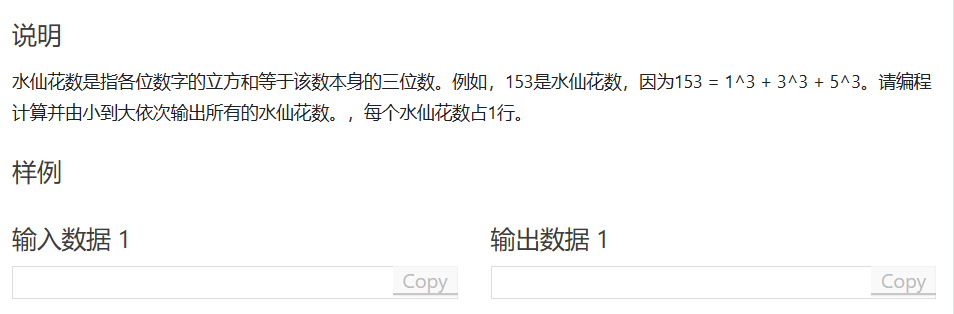 说明
水仙花数是指各位数字的立方和等于该数本身的三位数。例如，153是水仙花数，因为153 = 1^3 + 3^3 + 5^3。请编程
计算并由小到大依次输出所有的水仙花数。，每个水仙花数占1行。
样例
输入数据 1
输出数据 1
Copy
Copy